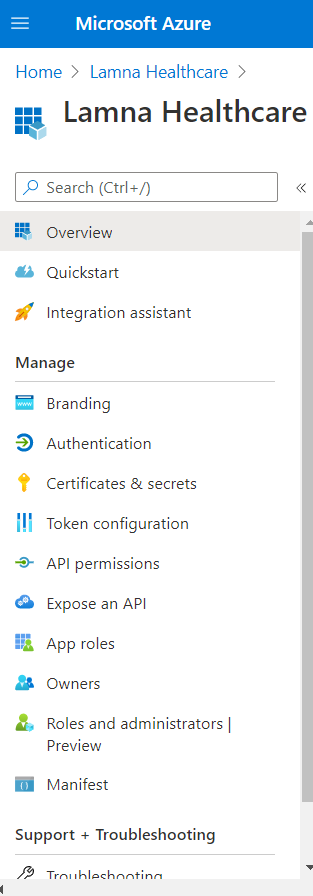 Microsoft Azure
Home > Lamna Healthcare >
Lamna Healthcare
Search (Ctrl+/)
«
Overview
Quickstart
Integration assistant
Manage
Branding
Authentication
Certificates & secrets
Token configuration
API permissions
Expose an API
App roles
Owners
Roles and administrators |
Preview
Manifest
Support + Troubleshooting
Troubleshooting